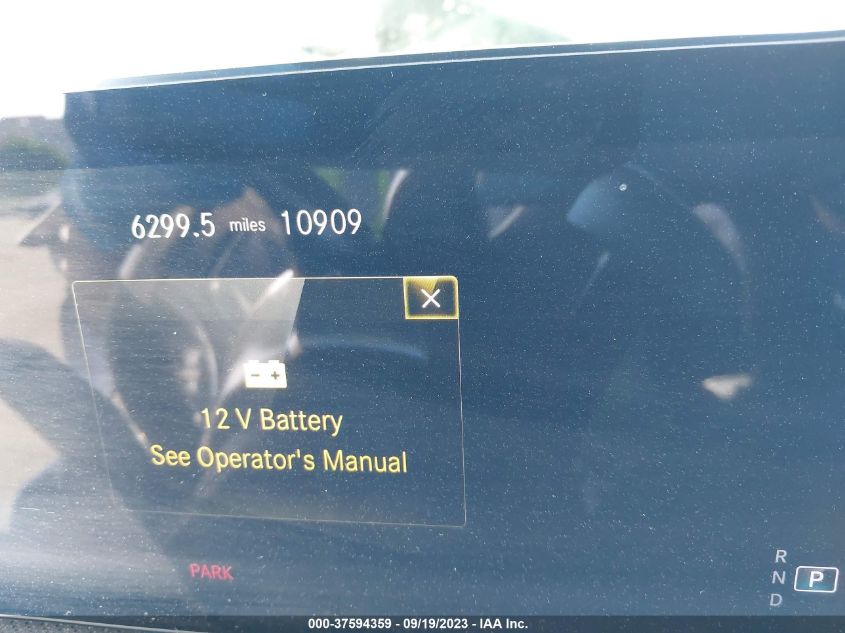 6299.5 miles 10909
12 V Battery
See Operator's Manual
PARK
R
N P
D
000-37594359 - 09/19/2023 - IAA Inc.